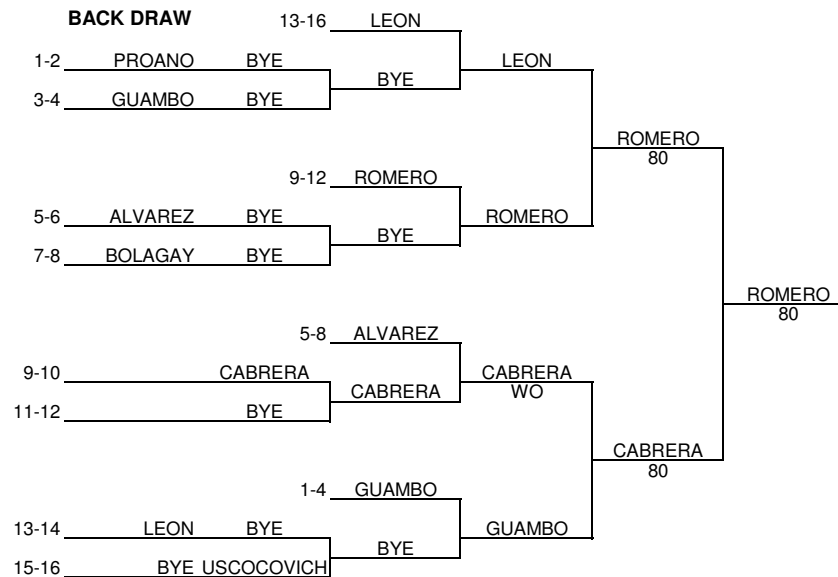 BACK DRAW
13-16 LEON
1-2 PROANO BYE LEON
3-4 GUAMBO BYE BYE
ROMERO
80
9-12 ROMERO
5-6 ALVAREZ BYE ROMERO
7-8 BOLAGAY BYE BYE
ROMERO
80
5-8 ALVAREZ
9-10 CABRERA CABRERA
WO
11-12 BYE CABRERA
CABRERA
80
1-4 GUAMBO
13-14 LEON BYE GUAMBO
BYE
15-16 BYE USCOCOVICH